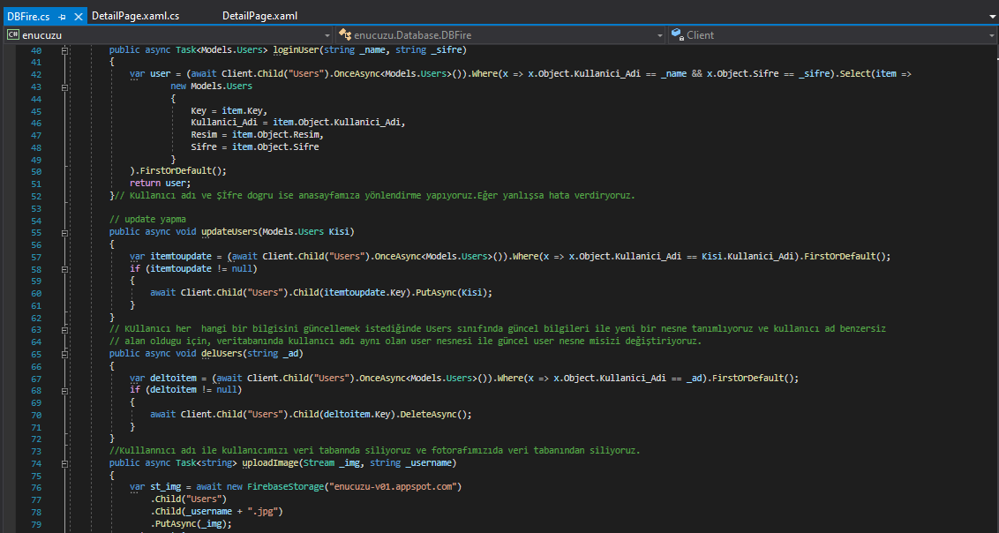 DBFire.cs DetailPage.xaml.cs DetailPage.xaml
C# enucuzu enucuzu.Database.DBFire Client
40 public async Task<Models.Users> loginUser(string _name, string _sifre)
41 {
42 var user = (await Client.Child("Users").OnceAsync<Models.Users>()).Where(x => x.Object.Kullanici_Adi == _name && x.Object.Sifre == _sifre).Select(item =>
43 new Models.Users
44 {
45 Key = item.Key,
46 Kullanici_Adi = item.Object.Kullanici_Adi,
47 Resim = item.Object.Resim,
48 Sifre = item.Object.Sifre
49 }
50 ).FirstOrDefault();
51 return user;
52 }// Kullanıcı adı ve Şİfre dogru ise anasayfamıza yönlendirme yapıyoruz.Eğer yanlışsa hata verdiryoruz.
53
54 // update yapma
55 public async void updateUsers(Models.Users Kisi)
56 {
57 var itemtoupdate = (await Client.Child("Users").OnceAsync<Models.Users>()).Where(x => x.Object.Kullanici_Adi == Kisi.Kullanici_Adi).FirstOrDefault();
58 if (itemtoupdate != null)
59 {
60 await Client.Child("Users").Child(itemtoupdate.Key).PutAsync(Kisi);
61 }
62 }
63 // KUllanıcı her  hangi bir bilgisini güncellemek istediğinde Users sınıfında güncel bilgileri ile yeni bir nesne tanımlıyoruz ve kullanıcı ad benzersiz
64 // alan oldugu için, veritabanında kullanıcı adı aynı olan user nesnesi ile güncel user nesne misizi değiştiriyoruz.
65 public async void delUsers(string _ad)
66 {
67 var deltoitem = (await Client.Child("Users").OnceAsync<Models.Users>()).Where(x => x.Object.Kullanici_Adi == _ad).FirstOrDefault();
68 if (deltoitem != null)
69 {
70 await Client.Child("Users").Child(deltoitem.Key).DeleteAsync();
71 }
72 }
73 //Kulllannıcı adı ile kullanıcımızı veri tabannda siliyoruz ve fotorafımızıda veri tabanından siliyoruz.
74 public async Task<string> uploadImage(Stream _img, string _username)
75 {
76 var st_img = await new FirebaseStorage("enucuzu-v01.appspot.com")
77 .Child("Users")
78 .Child(_username + ".jpg")
79 .PutAsync(_img);